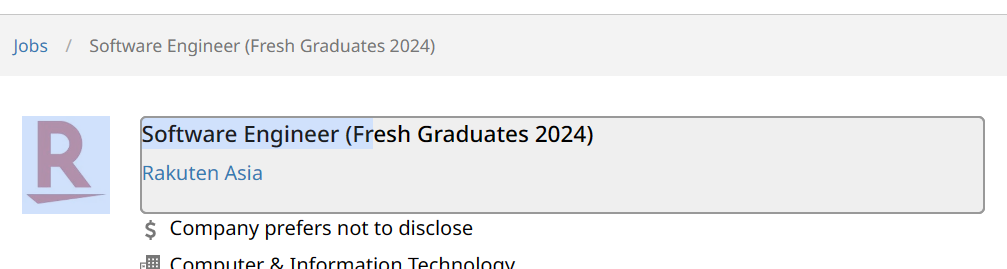 Jobs / Software Engineer (Fresh Graduates 2024)
R
Software Engineer (Fresh Graduates 2024)
Rakuten Asia
$ Company prefers not to disclose
Computer & Information Technology